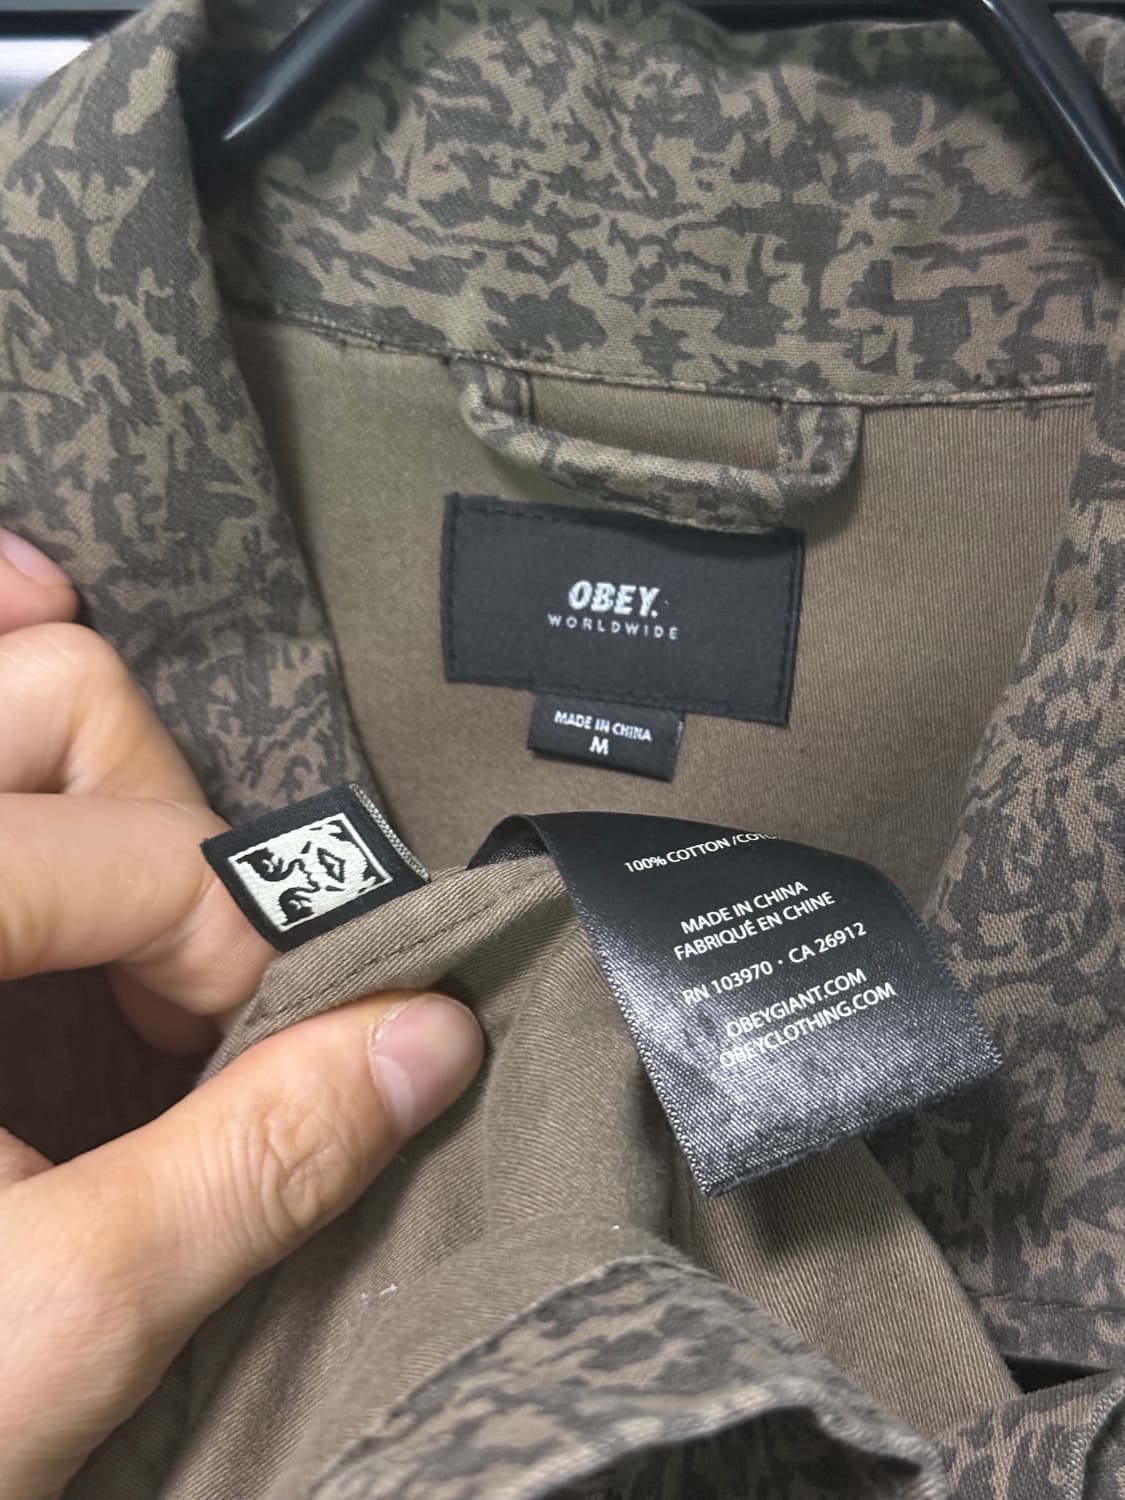 OBEY.
WORLDWIDE
MADE IN CHINA
M
100% COTTON /
MADE IN CHINA
FABRIQUÉ EN CHINE
RN 103970 · CA 26912
OBEYGIANT.COM
OBEYCLOTHING.COM